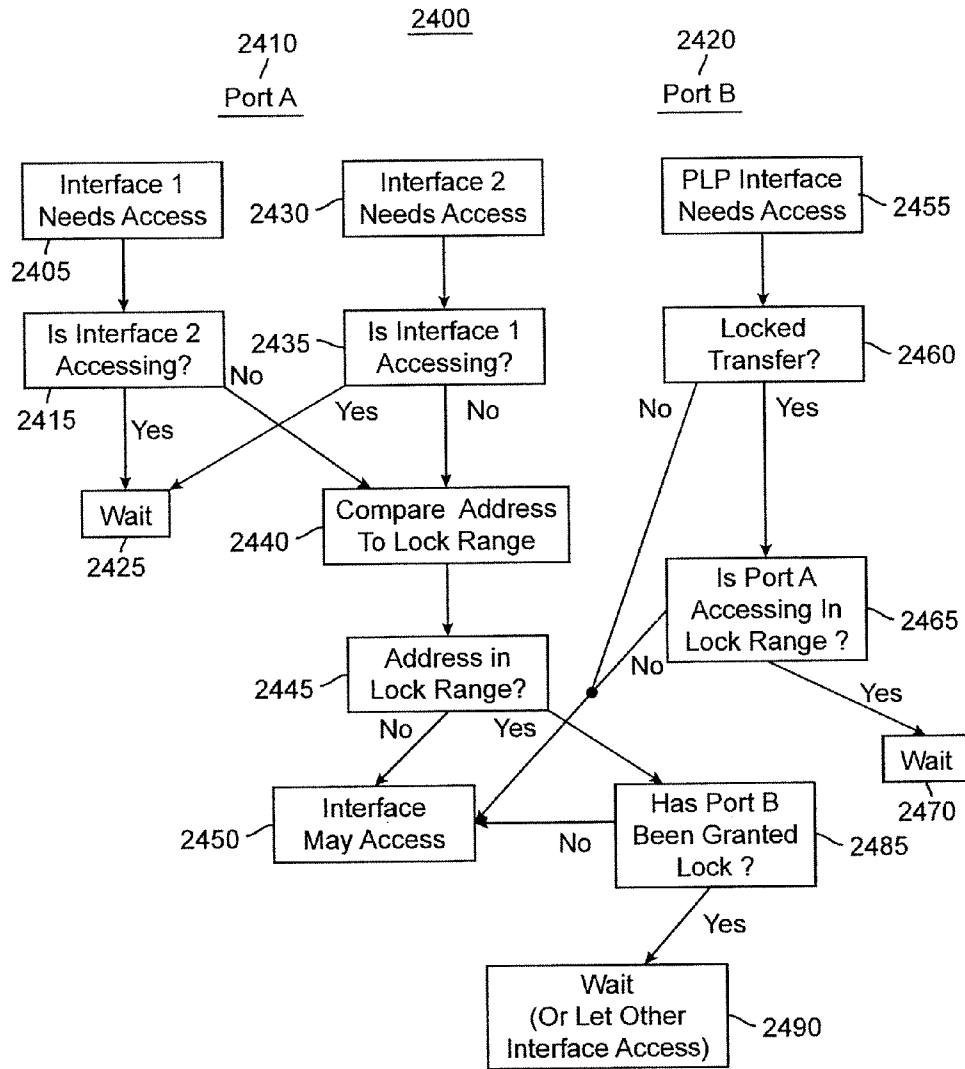 2400
2410
2420
Port A
Port B
Interface 1
Needs Access
2405
2430
Interface 2
Needs Access
PLP Interface
Needs Access
2455
Is Interface 2
Accessing?
2415
No
Yes
2435
Is Interface 1
Accessing?
Yes
No
Locked
Transfer?
2460
No
Yes
Wait
2425
2440
Compare Address
To Lock Range
Is Port A
Accessing In
Lock Range ?
2465
No
Yes
2445
Address in
Lock Range?
No
Yes
Wait
2470
2450
Interface
May Access
Has Port B
Been Granted
Lock ?
2485
No
Yes
Wait
(Or Let Other
Interface Access)
2490